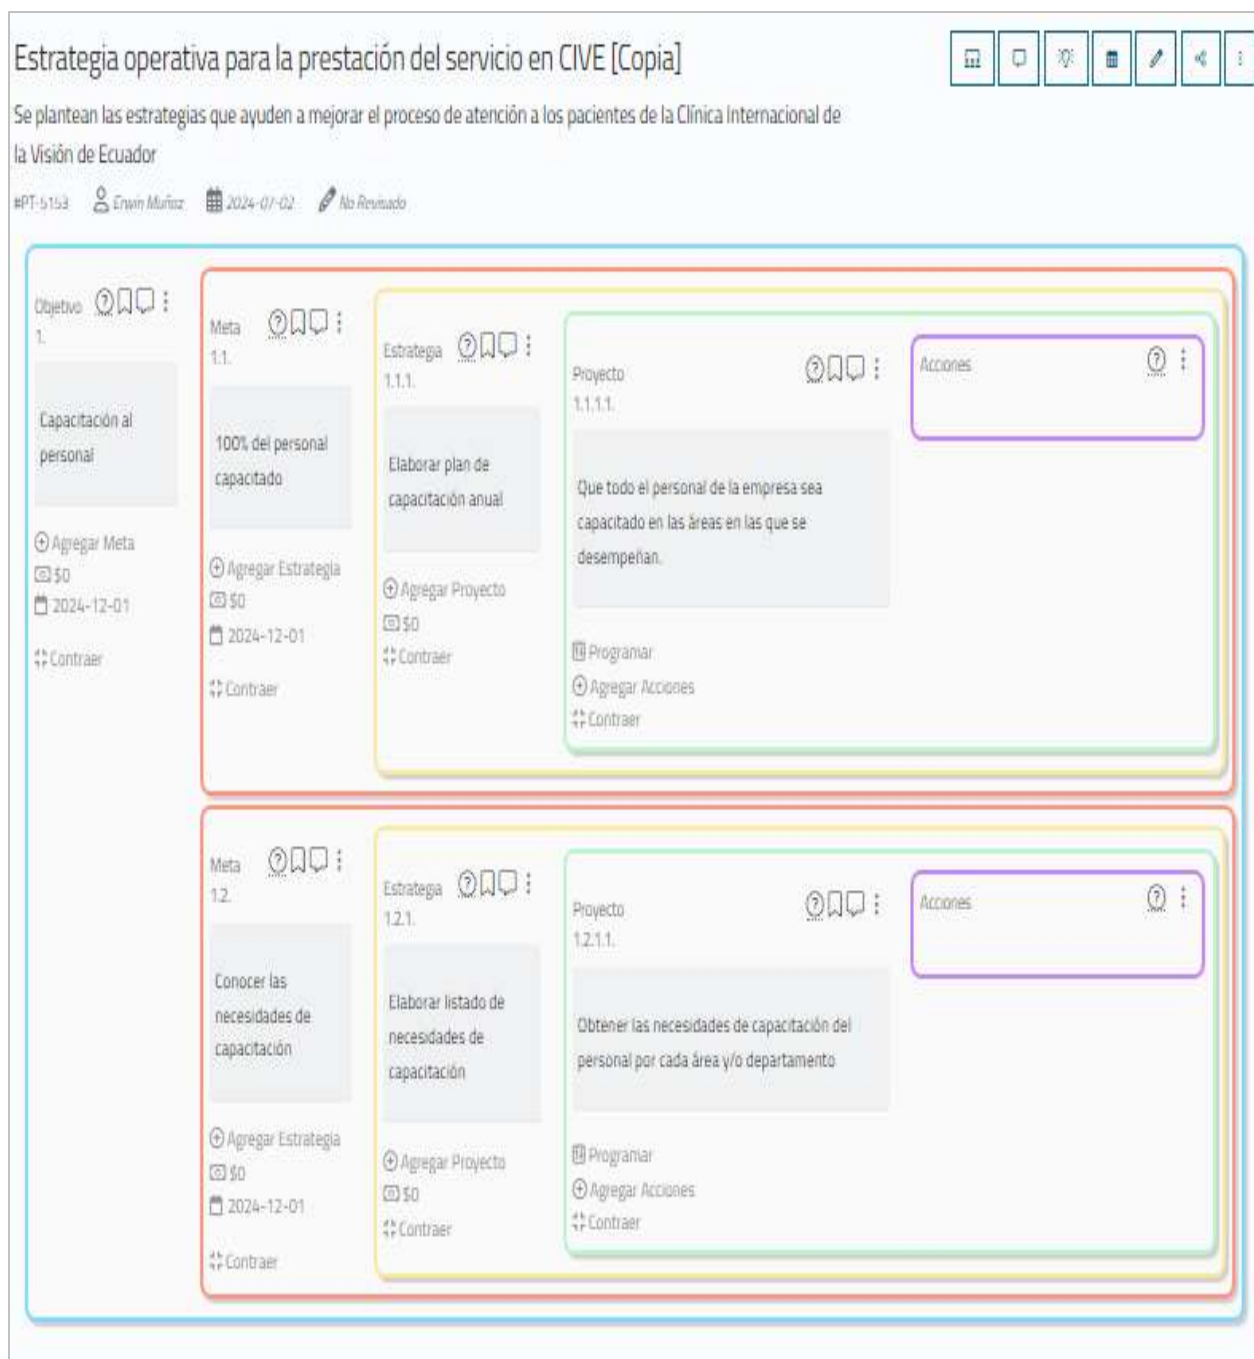 Estrategia operativa para la prestación del servicio en CIVE [Copia]
Se plantean las estrategias que ayuden a mejorar el proceso de atención a los pacientes de la Clínica Internacional de
la Visión de Ecuador
#PT-5153 Erwin Muñoz 2024-07-02 No Revisado
Objetivo
1.
Capacitación al
personal
Agregar Meta
$0
2024-12-01
Contraer
Meta
1.1.
100% del personal
capacitado
Agregar Estrategia
$0
2024-12-01
Contraer
Estrategia
1.1.1.
Elaborar plan de
capacitación anual
Agregar Proyecto
$0
Contraer
Proyecto
1.1.1.1.
Que todo el personal de la empresa sea
capacitado en las áreas en las que se
desempeñan.
Programar
Agregar Acciones
Contraer
Acciones
Meta
1.2.
Conocer las
necesidades de
capacitación
Agregar Estrategia
$0
2024-12-01
Contraer
Estrategia
1.2.1.
Elaborar listado de
necesidades de
capacitación
Agregar Proyecto
$0
Contraer
Proyecto
1.2.1.1.
Obtener las necesidades de capacitación del
personal por cada área y/o departamento
Programar
Agregar Acciones
Contraer
Acciones